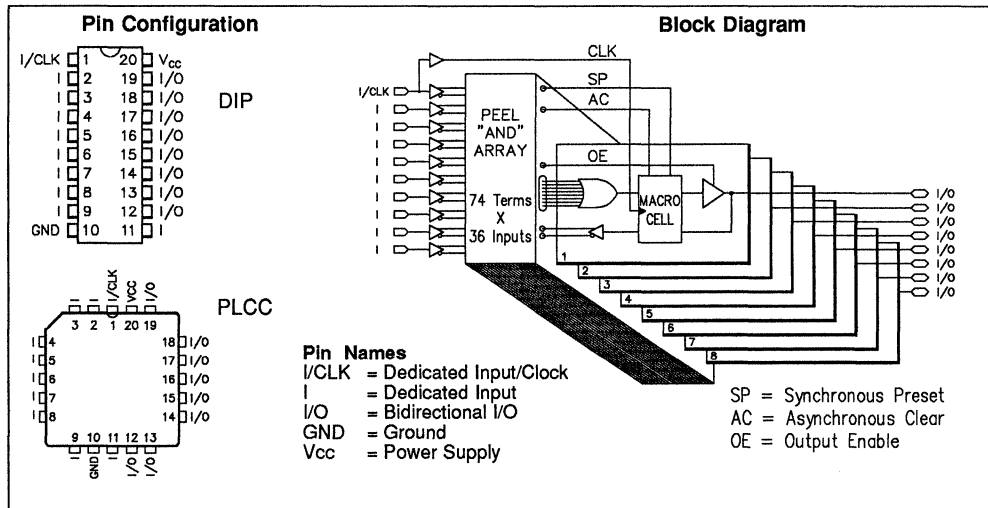 Pin Configuration
I/CLK 1 20 Vcc
I 2 19 I/O
I 3 18 I/O
I 4 17 I/O
I 5 16 I/O
I 6 15 I/O
I 7 14 I/O
I 8 13 I/O
I 9 12 I/O
GND 10 11 I
DIP
PLCC
I I I/CLK VCC I/O
3 2 1 20 19
I 4 18 I/O
I 5 17 I/O
I 6 16 I/O
I 7 15 I/O
I 8 14 I/O
9 10 11 12 13
I GND I I/O I/O
Block Diagram
CLK
SP
AC
OE
I/CLK
I
I
I
I
I
I
I
I
I
PEEL
"AND"
ARRAY
74 Terms
X
36 Inputs
MACRO
CELL
1
2
3
4
5
6
7
8
I/O
I/O
I/O
I/O
I/O
I/O
I/O
I/O
Pin Names
I/CLK = Dedicated Input/Clock
I = Dedicated Input
I/O = Bidirectional I/O
GND = Ground
Vcc = Power Supply
SP = Synchronous Preset
AC = Asynchronous Clear
OE = Output Enable